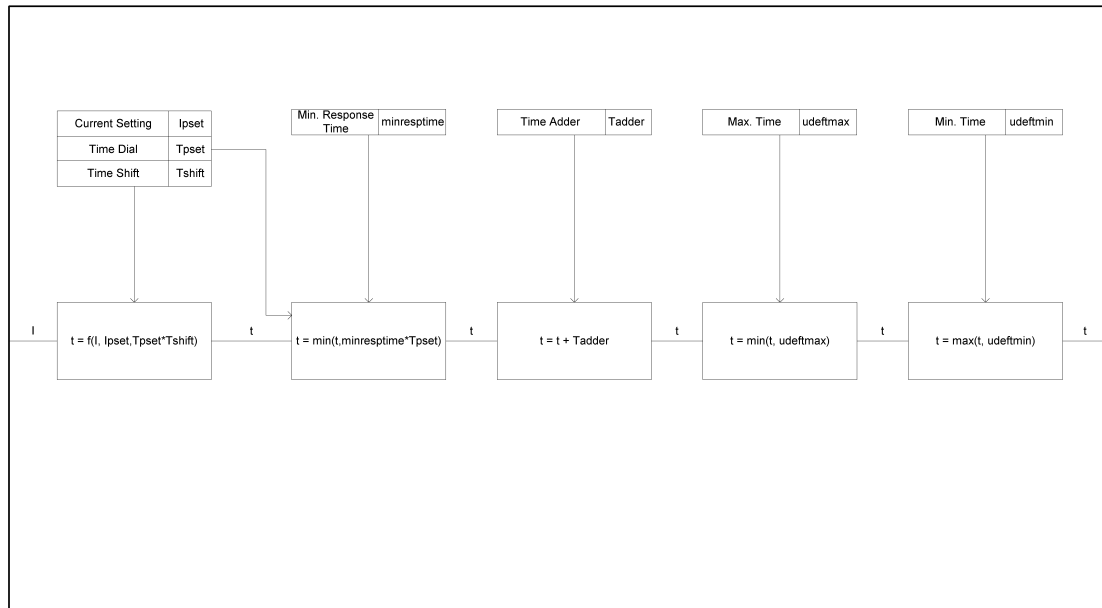 Current Setting Ipset
Time Dial Tpset
Time Shift Tshift
Min. Response
Time
minresptime
Time Adder Tadder
Max. Time udeftmax
Min. Time udeftmin
I
t = f(I, Ipset,Tpset*Tshift)
t
t = min(t,minresptime*Tpset)
t
t = t + Tadder
t
t = min(t, udeftmax)
t
t = max(t, udeftmin)
t